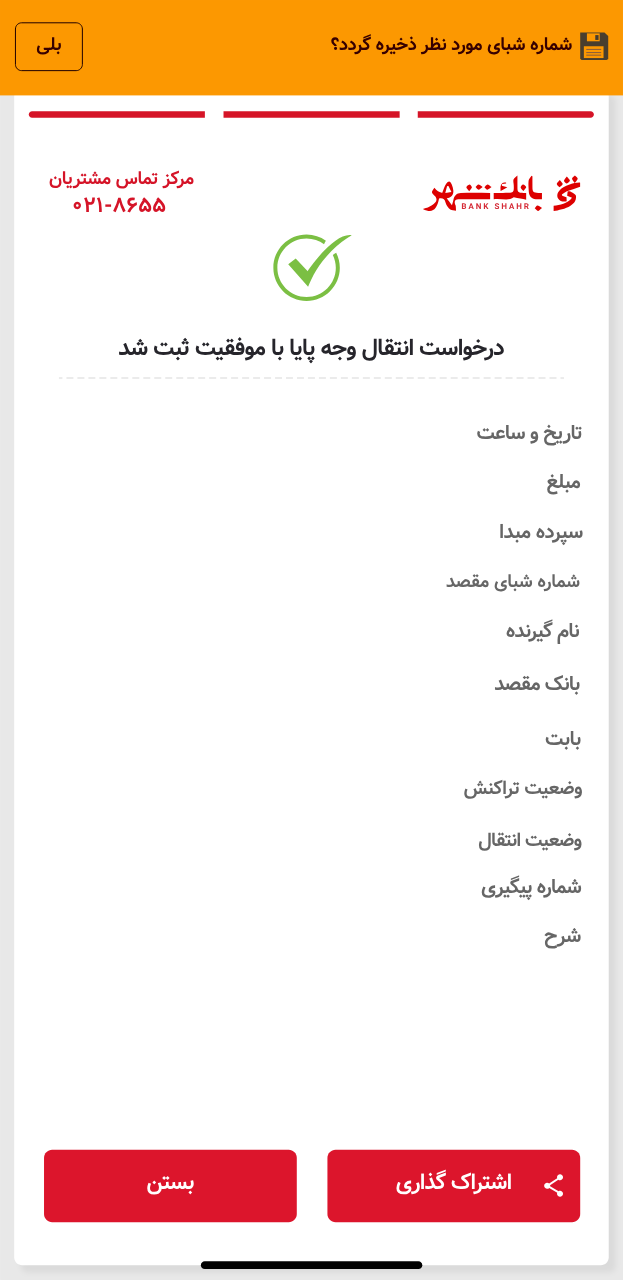 شماره شبای مورد نظر ذخیره گردد؟
بلی
بانک شهر
BANK SHAHR
مرکز تماس مشتریان
۰۲۱-۸۶۵۵
درخواست انتقال وجه پایا با موفقیت ثبت شد
تاریخ و ساعت
مبلغ
سپرده مبدا
شماره شبای مقصد
نام گیرنده
بانک مقصد
بابت
وضعیت تراکنش
وضعیت انتقال
شماره پیگیری
شرح
اشتراک گذاری
بستن